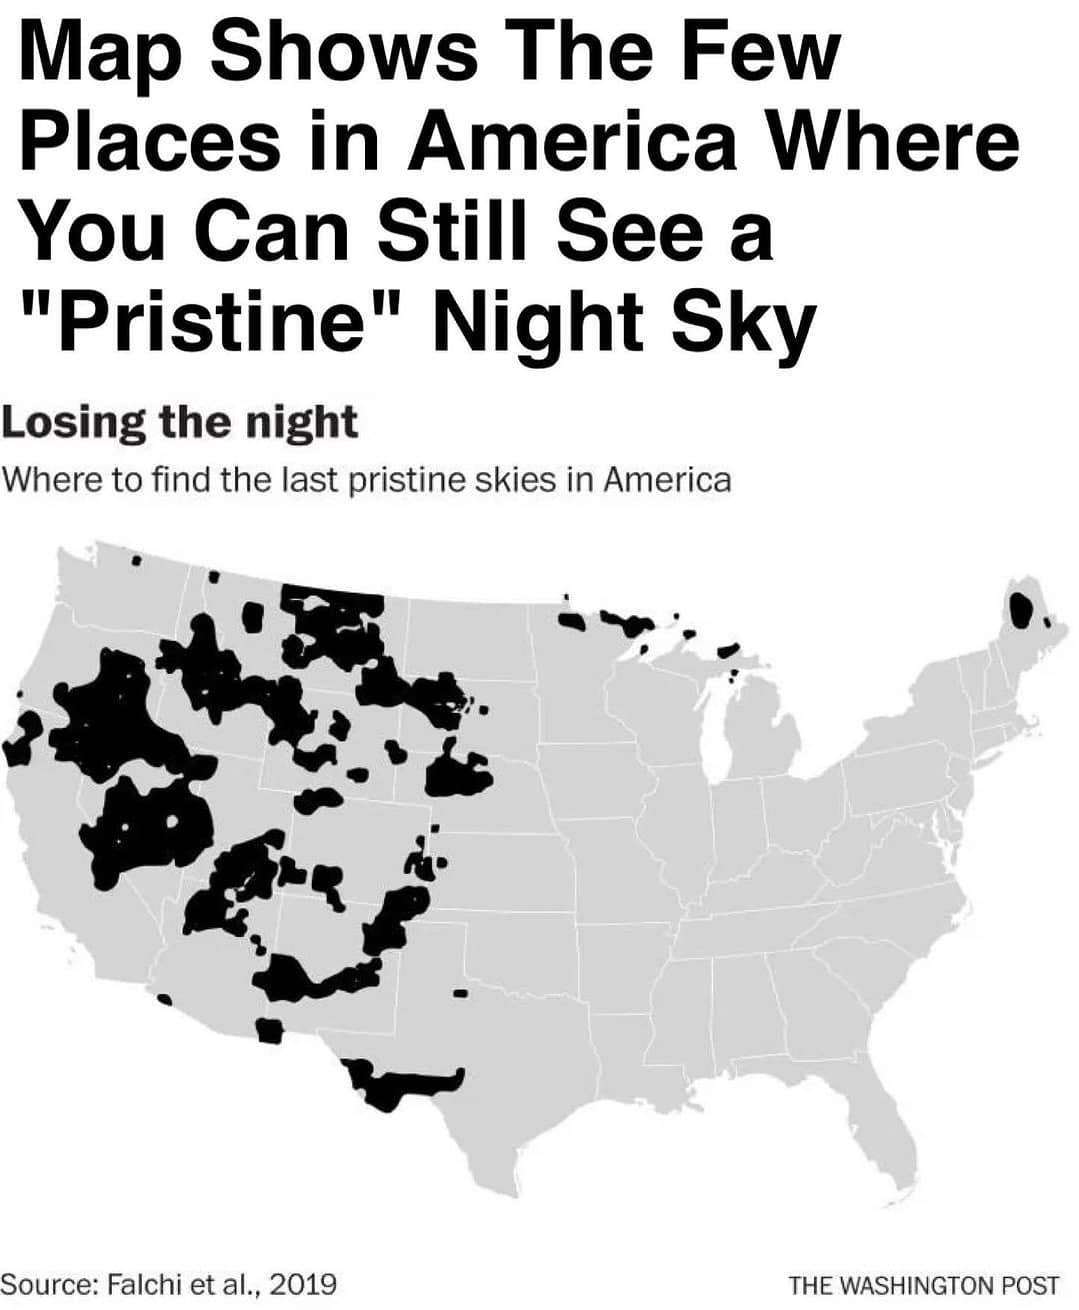 Map Shows The Few
Places in America Where
You Can Still See a
"Pristine" Night Sky
Losing the night
Where to find the last pristine skies in America
Source: Falchi et al., 2019
THE WASHINGTON POST